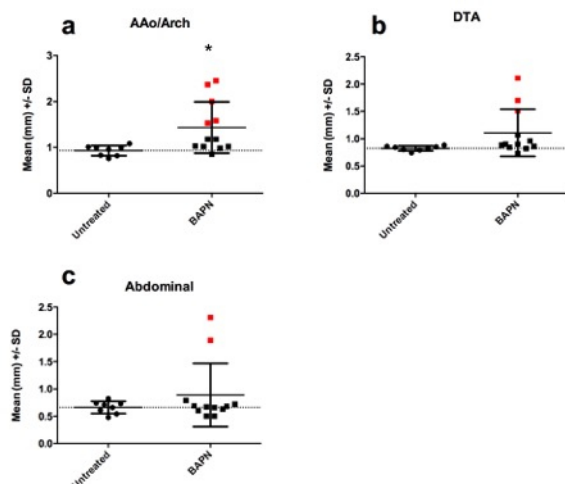 a
AAo/Arch
*
Mean (mm) +/- SD
3
2
1
0
Untreated
BAPN
b
DTA
Mean (mm) +/- SD
2.5
2.0
1.5
1.0
0.5
0.0
Untreated
BAPN
c
Abdominal
Mean (mm) +/- SD
2.5
2.0
1.5
1.0
0.5
0.0
Untreated
BAPN